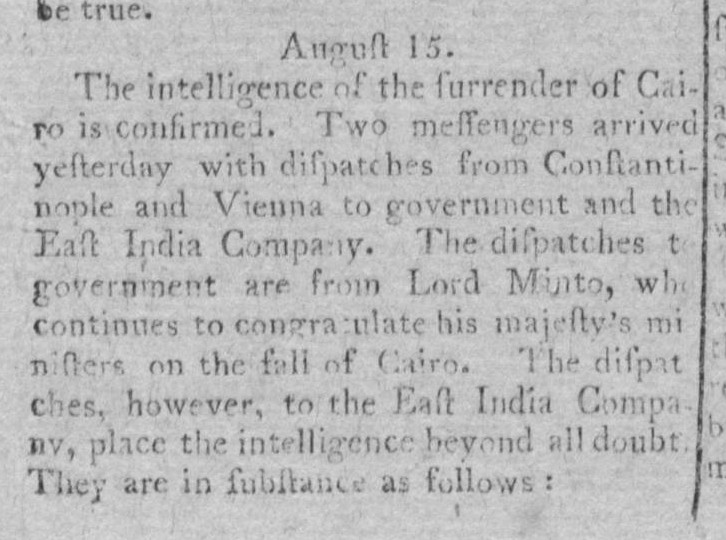 be true.
Auguſt 15.
The intelligence of the ſurrender of Cai-
ro is confirmed. Two meſſengers arrived
yeſterday with diſpatches from Conſtanti-
nople and Vienna to government and the
Eaſt India Company. The diſpatches t
government are from Lord Minto, who
continues to congratulate his majeſty's mi
niſters on the fall of Cairo. The diſpat
ches, however, to the Eaſt India Compa-
ny, place the intelligence beyond all doubt.
They are in ſubſtance as follows :